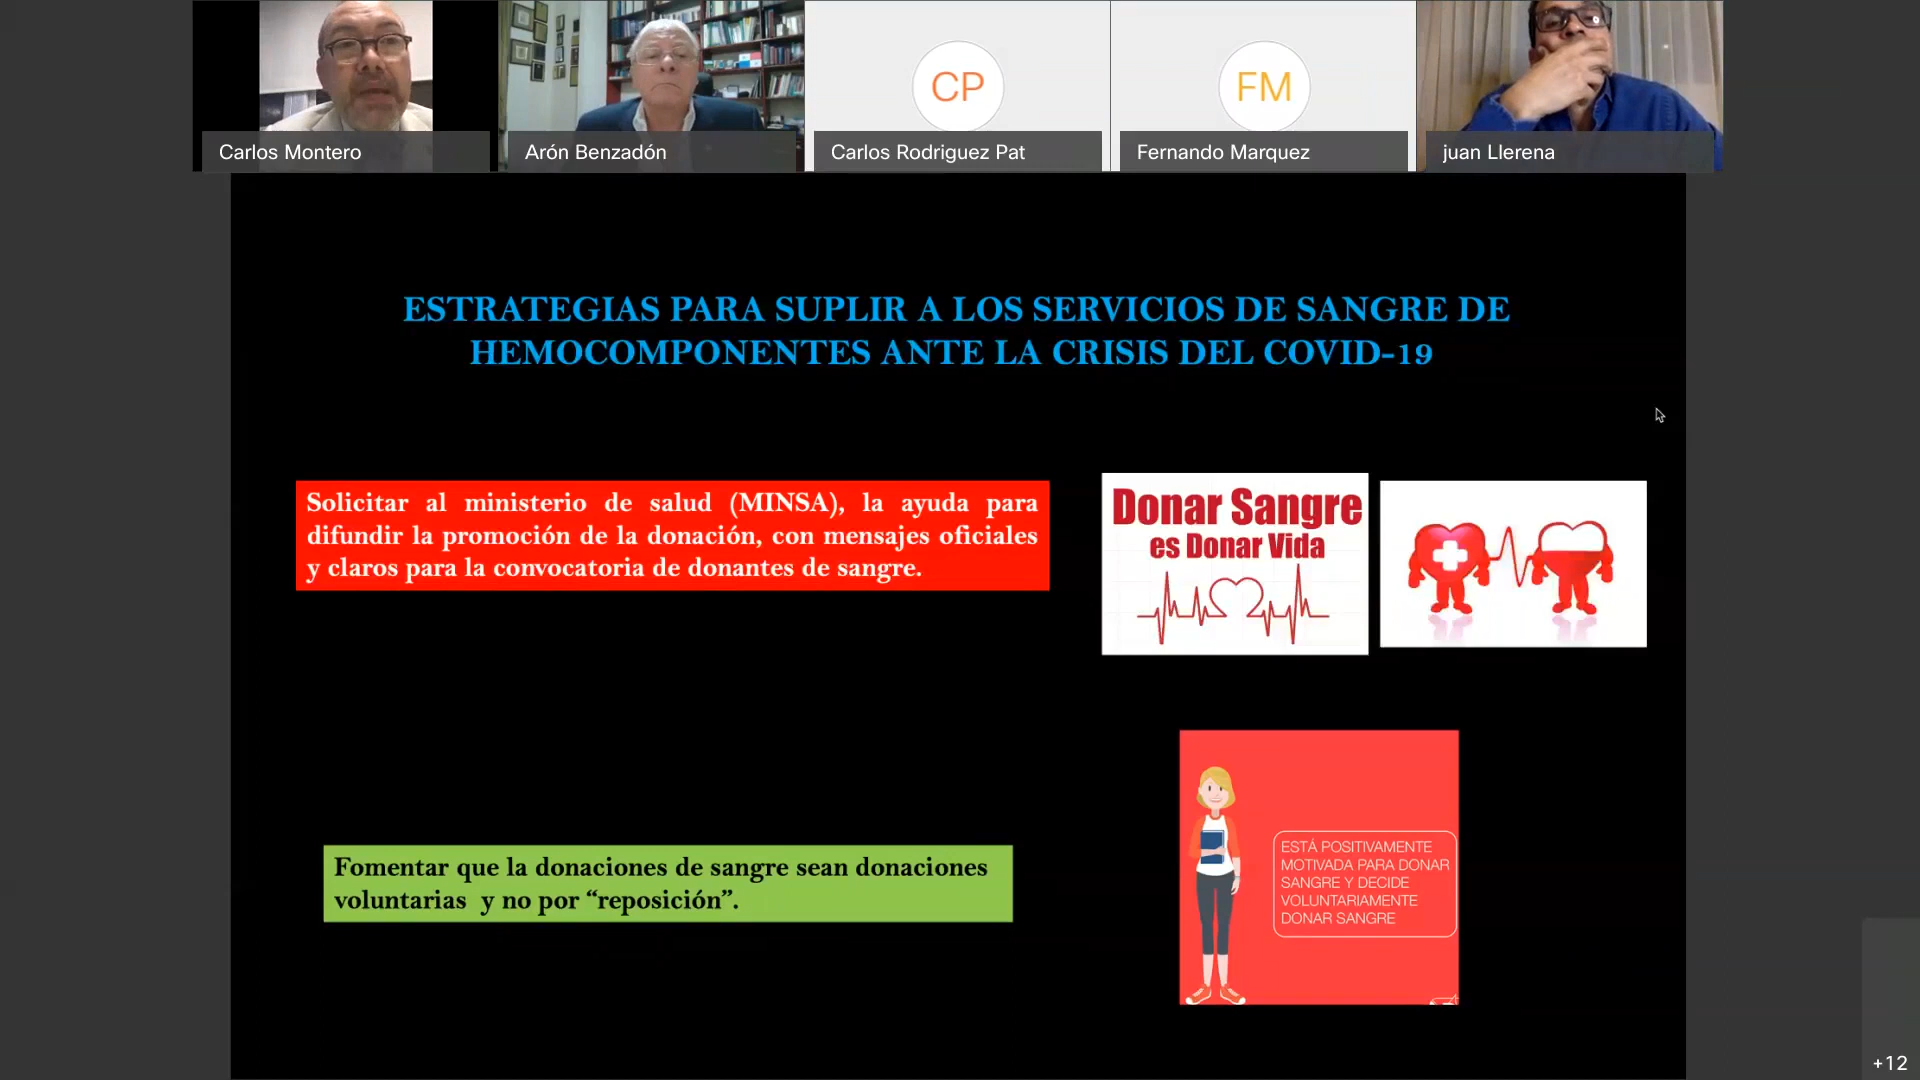 CP
FM
Carlos Montero
Arón Benzadón
Carlos Rodriguez Pat
Fernando Marquez
juan Llerena
ESTRATEGIAS PARA SUPLIR A LOS SERVICIOS DE SANGRE DE
HEMOCOMPONENTES ANTE LA CRISIS DEL COVID-19
Solicitar al ministerio de salud (MINSA), la ayuda para
difundir la promoción de la donación, con mensajes oficiales
y claros para la convocatoria de donantes de sangre.
Donar Sangre
es Donar Vida
Fomentar que la donaciones de sangre sean donaciones
voluntarias y no por “reposición”.
ESTÁ POSITIVAMENTE
MOTIVADA PARA DONAR
SANGRE Y DECIDE
VOLUNTARIAMENTE
DONAR SANGRE
+12